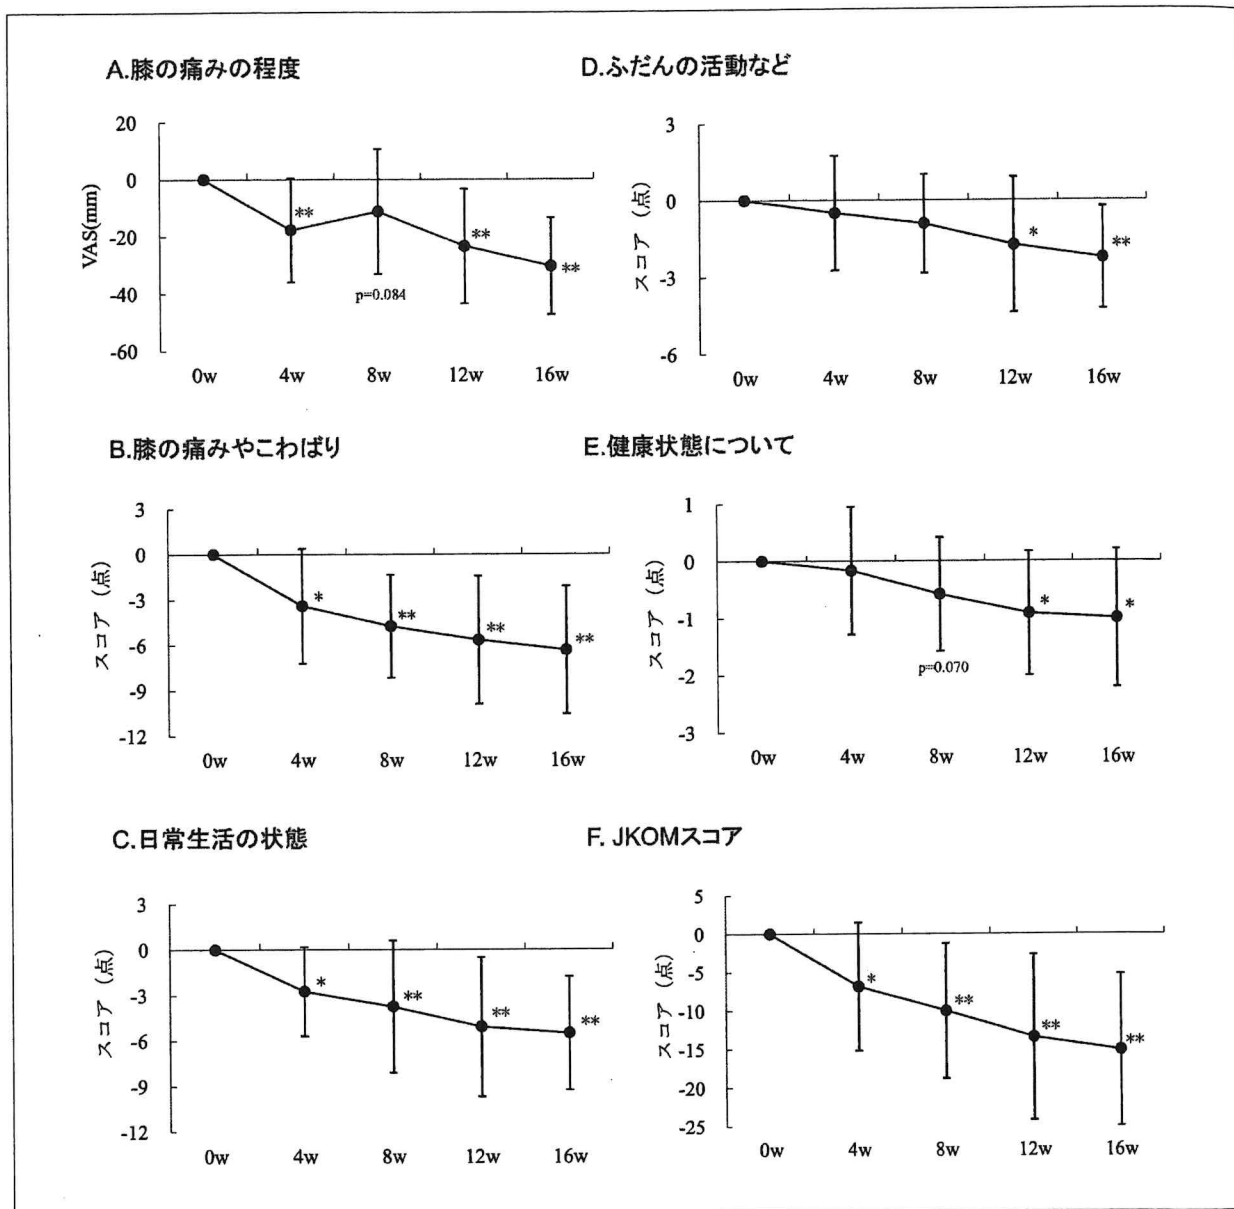 A.膝の痛みの程度
VAS(mm)
20
0
-20
-40
-60
**
p=0.084
**
**
0w 4w 8w 12w 16w
D.ふだんの活動など
スコア (点)
3
0
-3
-6
*
**
0w 4w 8w 12w 16w
B.膝の痛みやこわばり
スコア (点)
3
0
-3
-6
-9
-12
*
**
**
**
0w 4w 8w 12w 16w
E.健康状態について
スコア (点)
1
0
-1
-2
-3
p=0.070
*
*
0w 4w 8w 12w 16w
C.日常生活の状態
スコア (点)
3
0
-3
-6
-9
-12
*
**
**
**
0w 4w 8w 12w 16w
F. JKOMスコア
スコア (点)
5
0
-5
-10
-15
-20
-25
*
**
**
**
0w 4w 8w 12w 16w